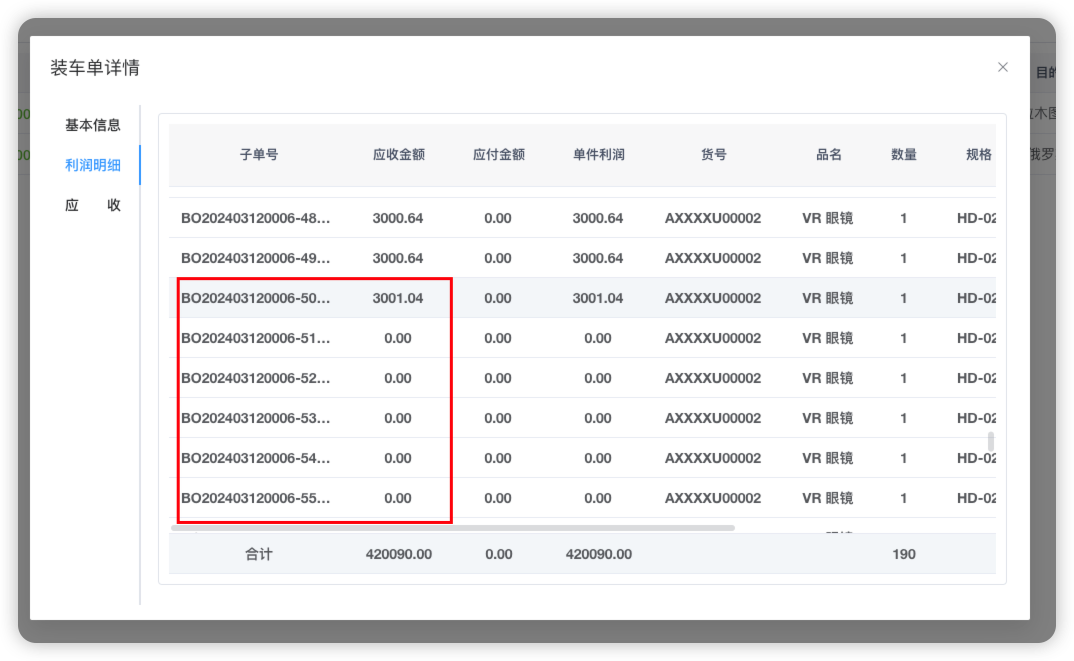 装车单详情
目的
00
基本信息
利润明细
应 收
子单号 应收金额 应付金额 单件利润 货号 品名 数量 规格
BO202403120006-48... 3000.64 0.00 3000.64 AXXXXU00002 VR 眼镜 1 HD-02
BO202403120006-49... 3000.64 0.00 3000.64 AXXXXU00002 VR 眼镜 1 HD-02
BO202403120006-50... 3001.04 0.00 3001.04 AXXXXU00002 VR 眼镜 1 HD-02
BO202403120006-51... 0.00 0.00 0.00 AXXXXU00002 VR 眼镜 1 HD-02
BO202403120006-52... 0.00 0.00 0.00 AXXXXU00002 VR 眼镜 1 HD-02
BO202403120006-53... 0.00 0.00 0.00 AXXXXU00002 VR 眼镜 1 HD-02
BO202403120006-54... 0.00 0.00 0.00 AXXXXU00002 VR 眼镜 1 HD-02
BO202403120006-55... 0.00 0.00 0.00 AXXXXU00002 VR 眼镜 1 HD-02
合计 420090.00 0.00 420090.00 190
00
木图
俄罗